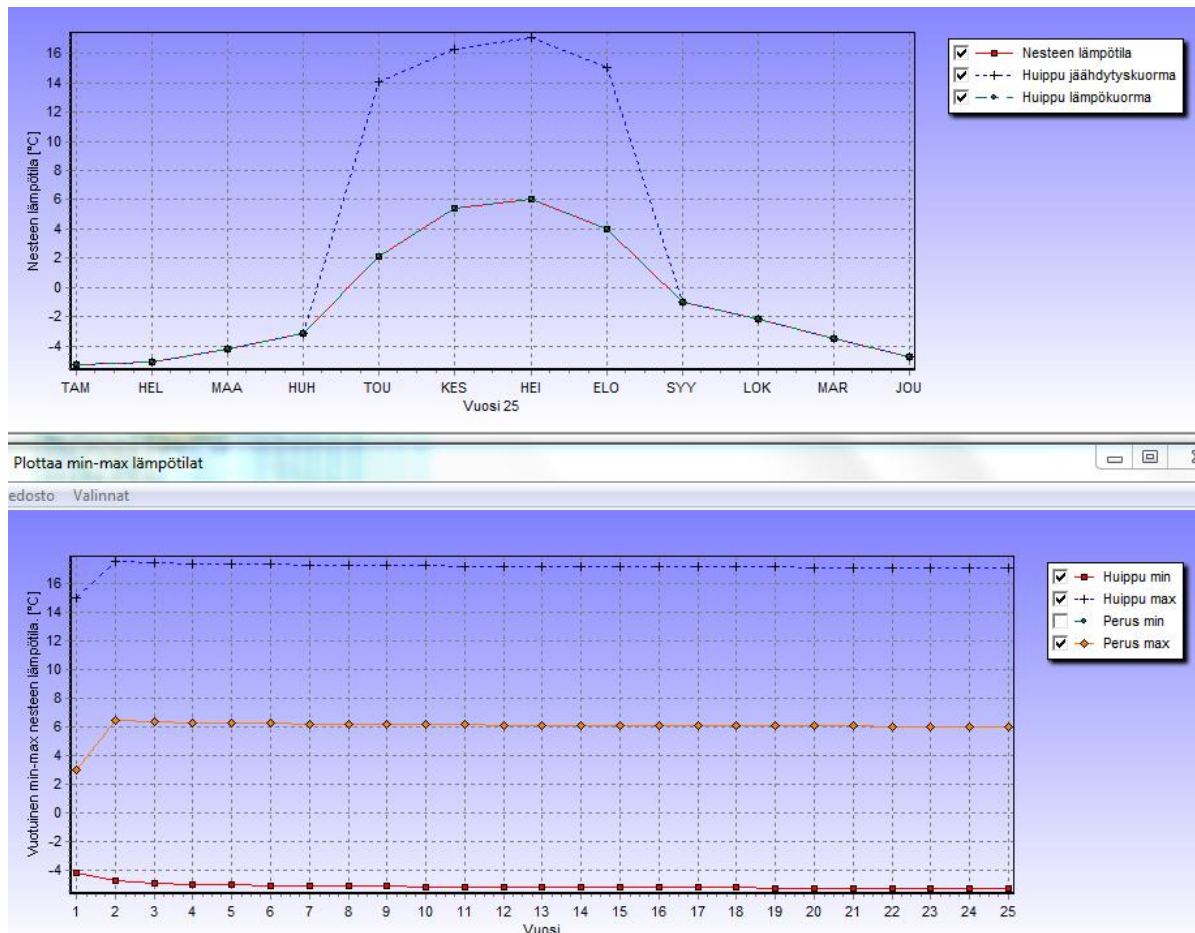 Nesteen lämpötila [°C]
16
14
12
10
8
6
4
2
0
-2
-4
TAM HEL MAA HUH TOU KES HEI ELO SYY LOK MAR JOU
Vuosi 25
Nesteen lämpötila
Huippu jäähdytyskuorma
Huippu lämpökuorma
Plottaa min-max lämpötilat
edosto Valinnat
Vuotuinen min-max nesteen lämpötila. [°C]
16
14
12
10
8
6
4
2
0
-2
-4
1 2 3 4 5 6 7 8 9 10 11 12 13 14 15 16 17 18 19 20 21 22 23 24 25
Vuosi
Huippu min
Huippu max
Perus min
Perus max